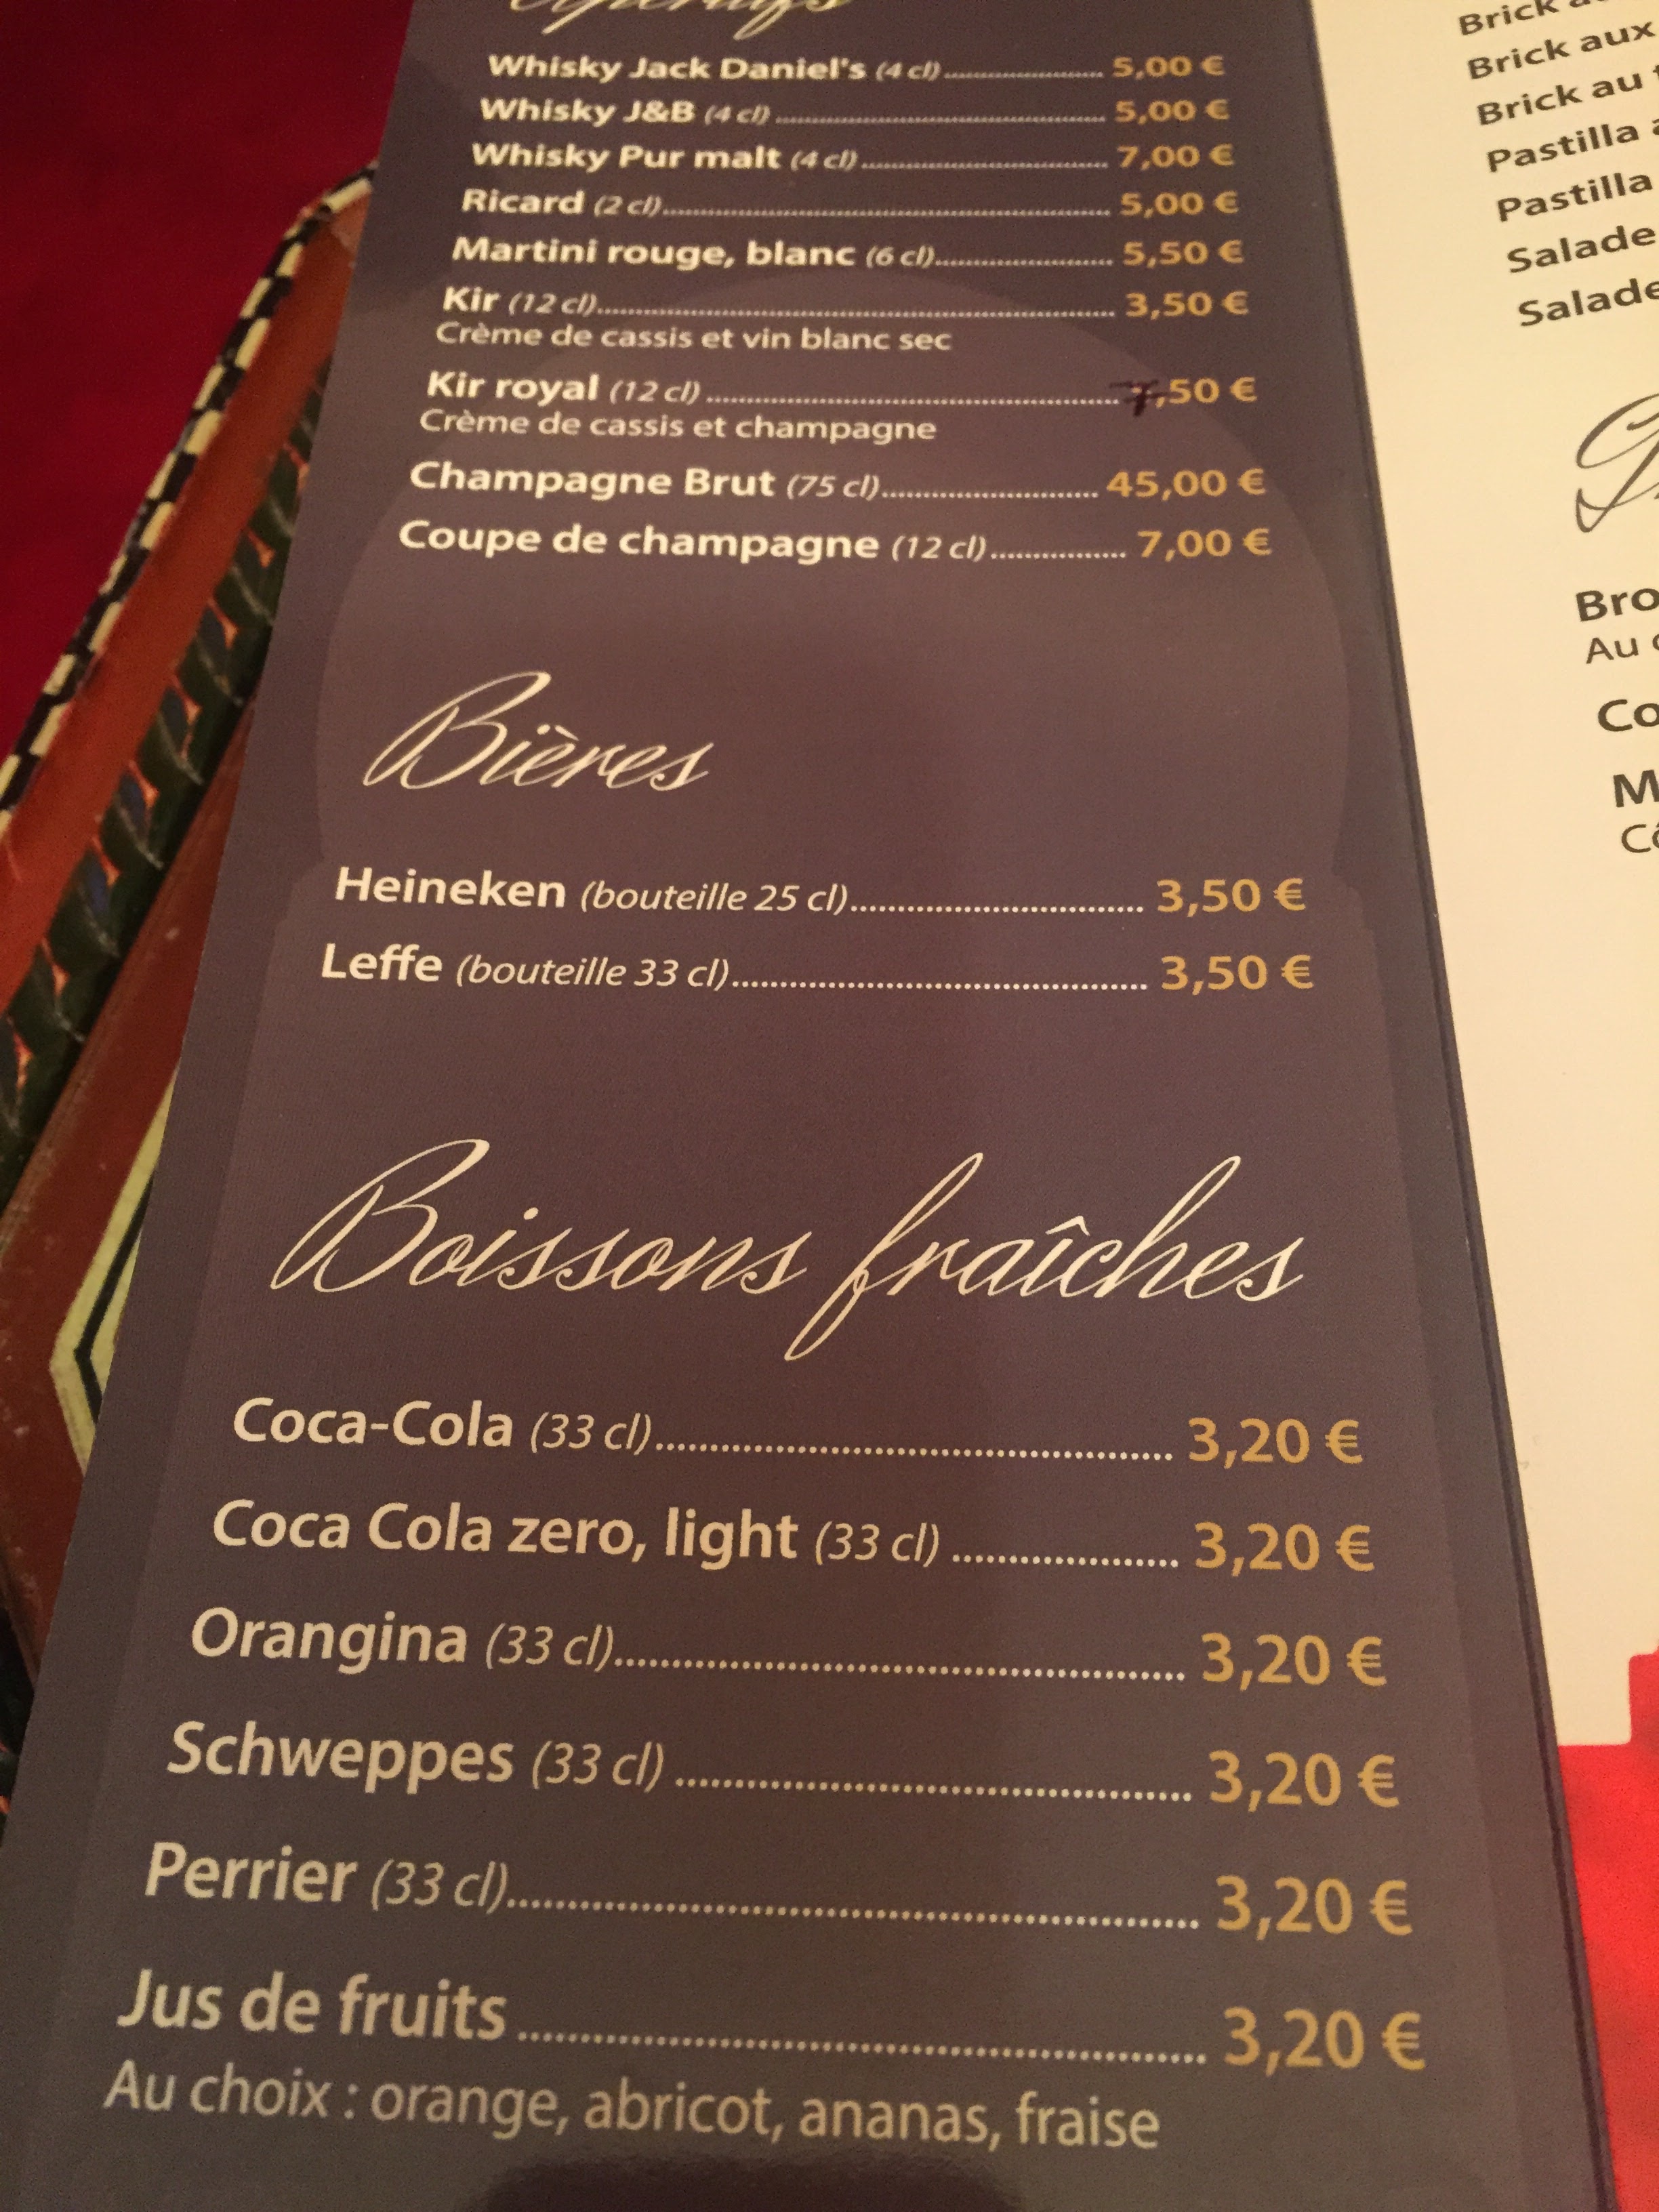 Apéritifs
Whisky Jack Daniel's (4 cl) 5,00 €
Whisky J&B (4 cl) 5,00 €
Whisky Pur malt (4 cl) 7,00 €
Ricard (2 cl) 5,00 €
Martini rouge, blanc (6 cl) 5,50 €
Kir (12 cl) 3,50 €
Crème de cassis et vin blanc sec
Kir royal (12 cl) 7,50 €
Crème de cassis et champagne
Champagne Brut (75 cl) 45,00 €
Coupe de champagne (12 cl) 7,00 €
Bières
Heineken (bouteille 25 cl) 3,50 €
Leffe (bouteille 33 cl) 3,50 €
Boissons fraîches
Coca-Cola (33 cl) 3,20 €
Coca Cola zero, light (33 cl) 3,20 €
Orangina (33 cl) 3,20 €
Schweppes (33 cl) 3,20 €
Perrier (33 cl) 3,20 €
Jus de fruits 3,20 €
Au choix : orange, abricot, ananas, fraise
Brick
Brick aux
Brick au
Pastilla
Pastilla
Salade
Salade
Au